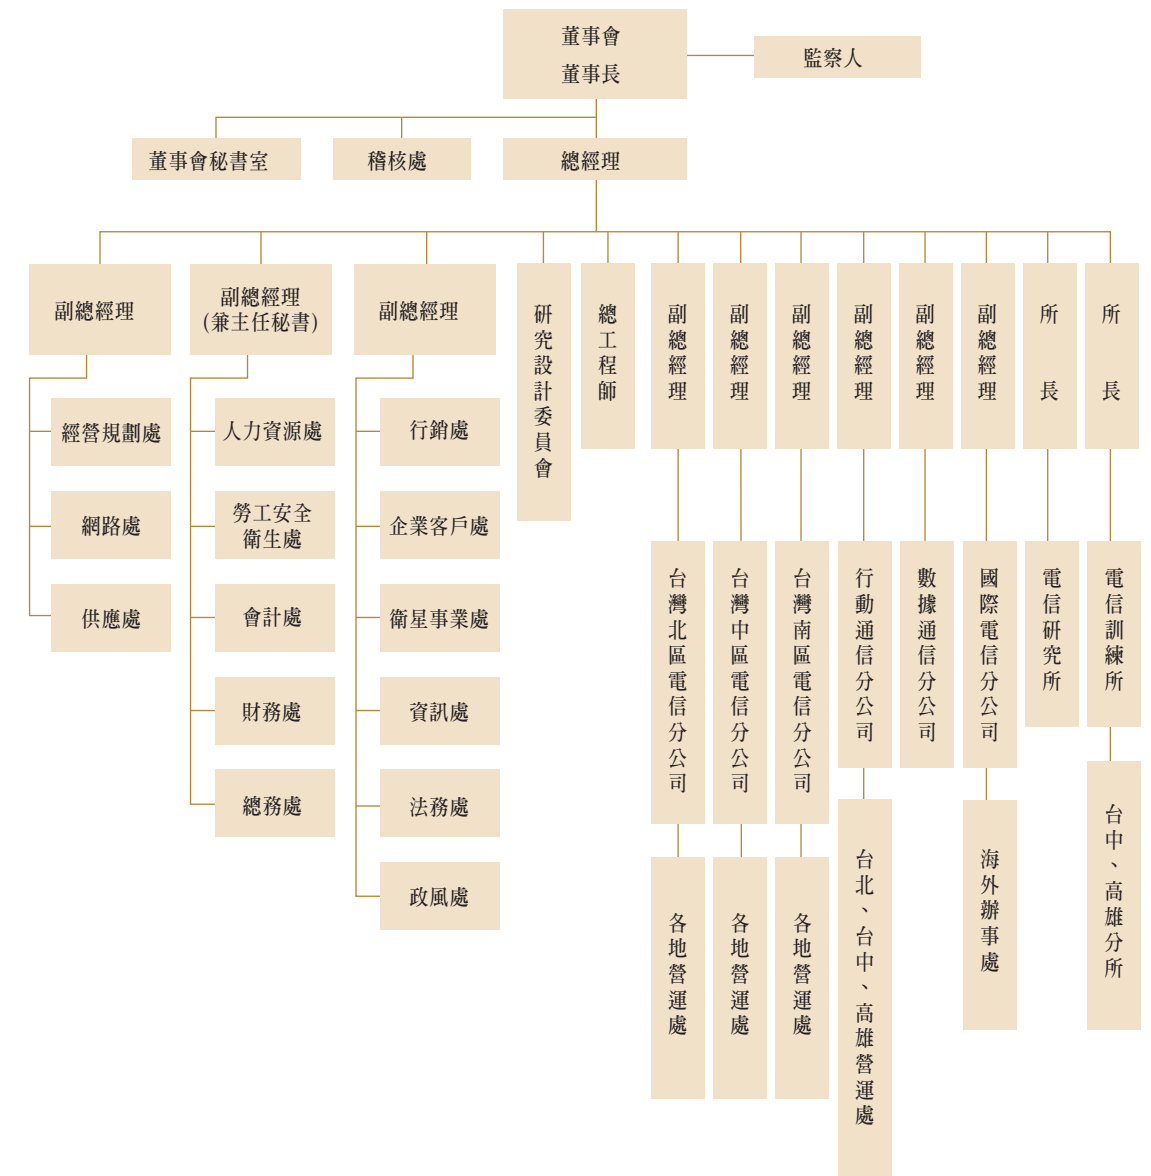 董事會
董事長
監察人
董事會秘書室
稽核處
總經理
副總經理
副總經理
(兼主任秘書)
副總經理
研究設計委員會
總工程師
副總經理
副總經理
副總經理
副總經理
副總經理
副總經理
所長
所長
經營規劃處
網路處
供應處
人力資源處
勞工安全
衛生處
會計處
財務處
總務處
行銷處
企業客戶處
衛星事業處
資訊處
法務處
政風處
台灣北區電信分公司
台灣中區電信分公司
台灣南區電信分公司
行動通信分公司
數據通信分公司
國際電信分公司
電信研究所
電信訓練所
各地營運處
各地營運處
各地營運處
台北、台中、高雄營運處
海外辦事處
台中、高雄分所